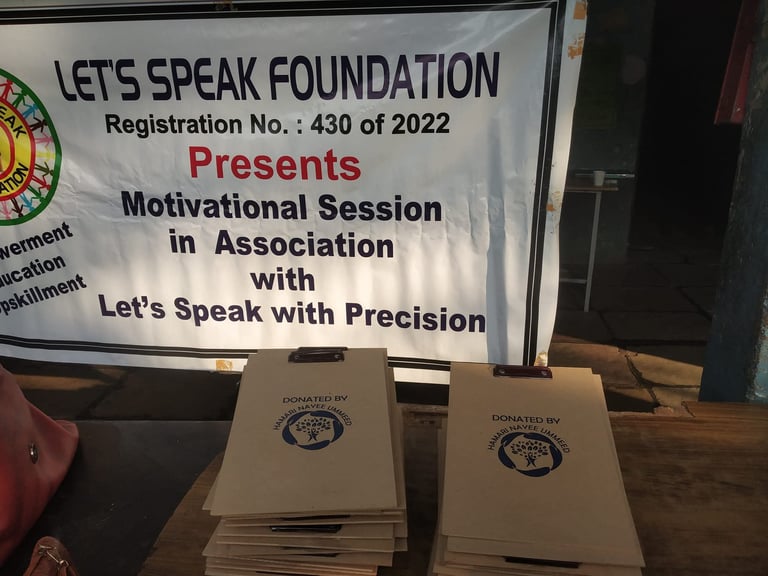 LET'S SPEAK FOUNDATION
Registration No. : 430 of 2022
Presents
Motivational Session
in Association
with
Let's Speak with Precision
DONATED BY
HAMARI NAYEE UMMEED
DONATED BY
HAMARI NAYEE UMMEED